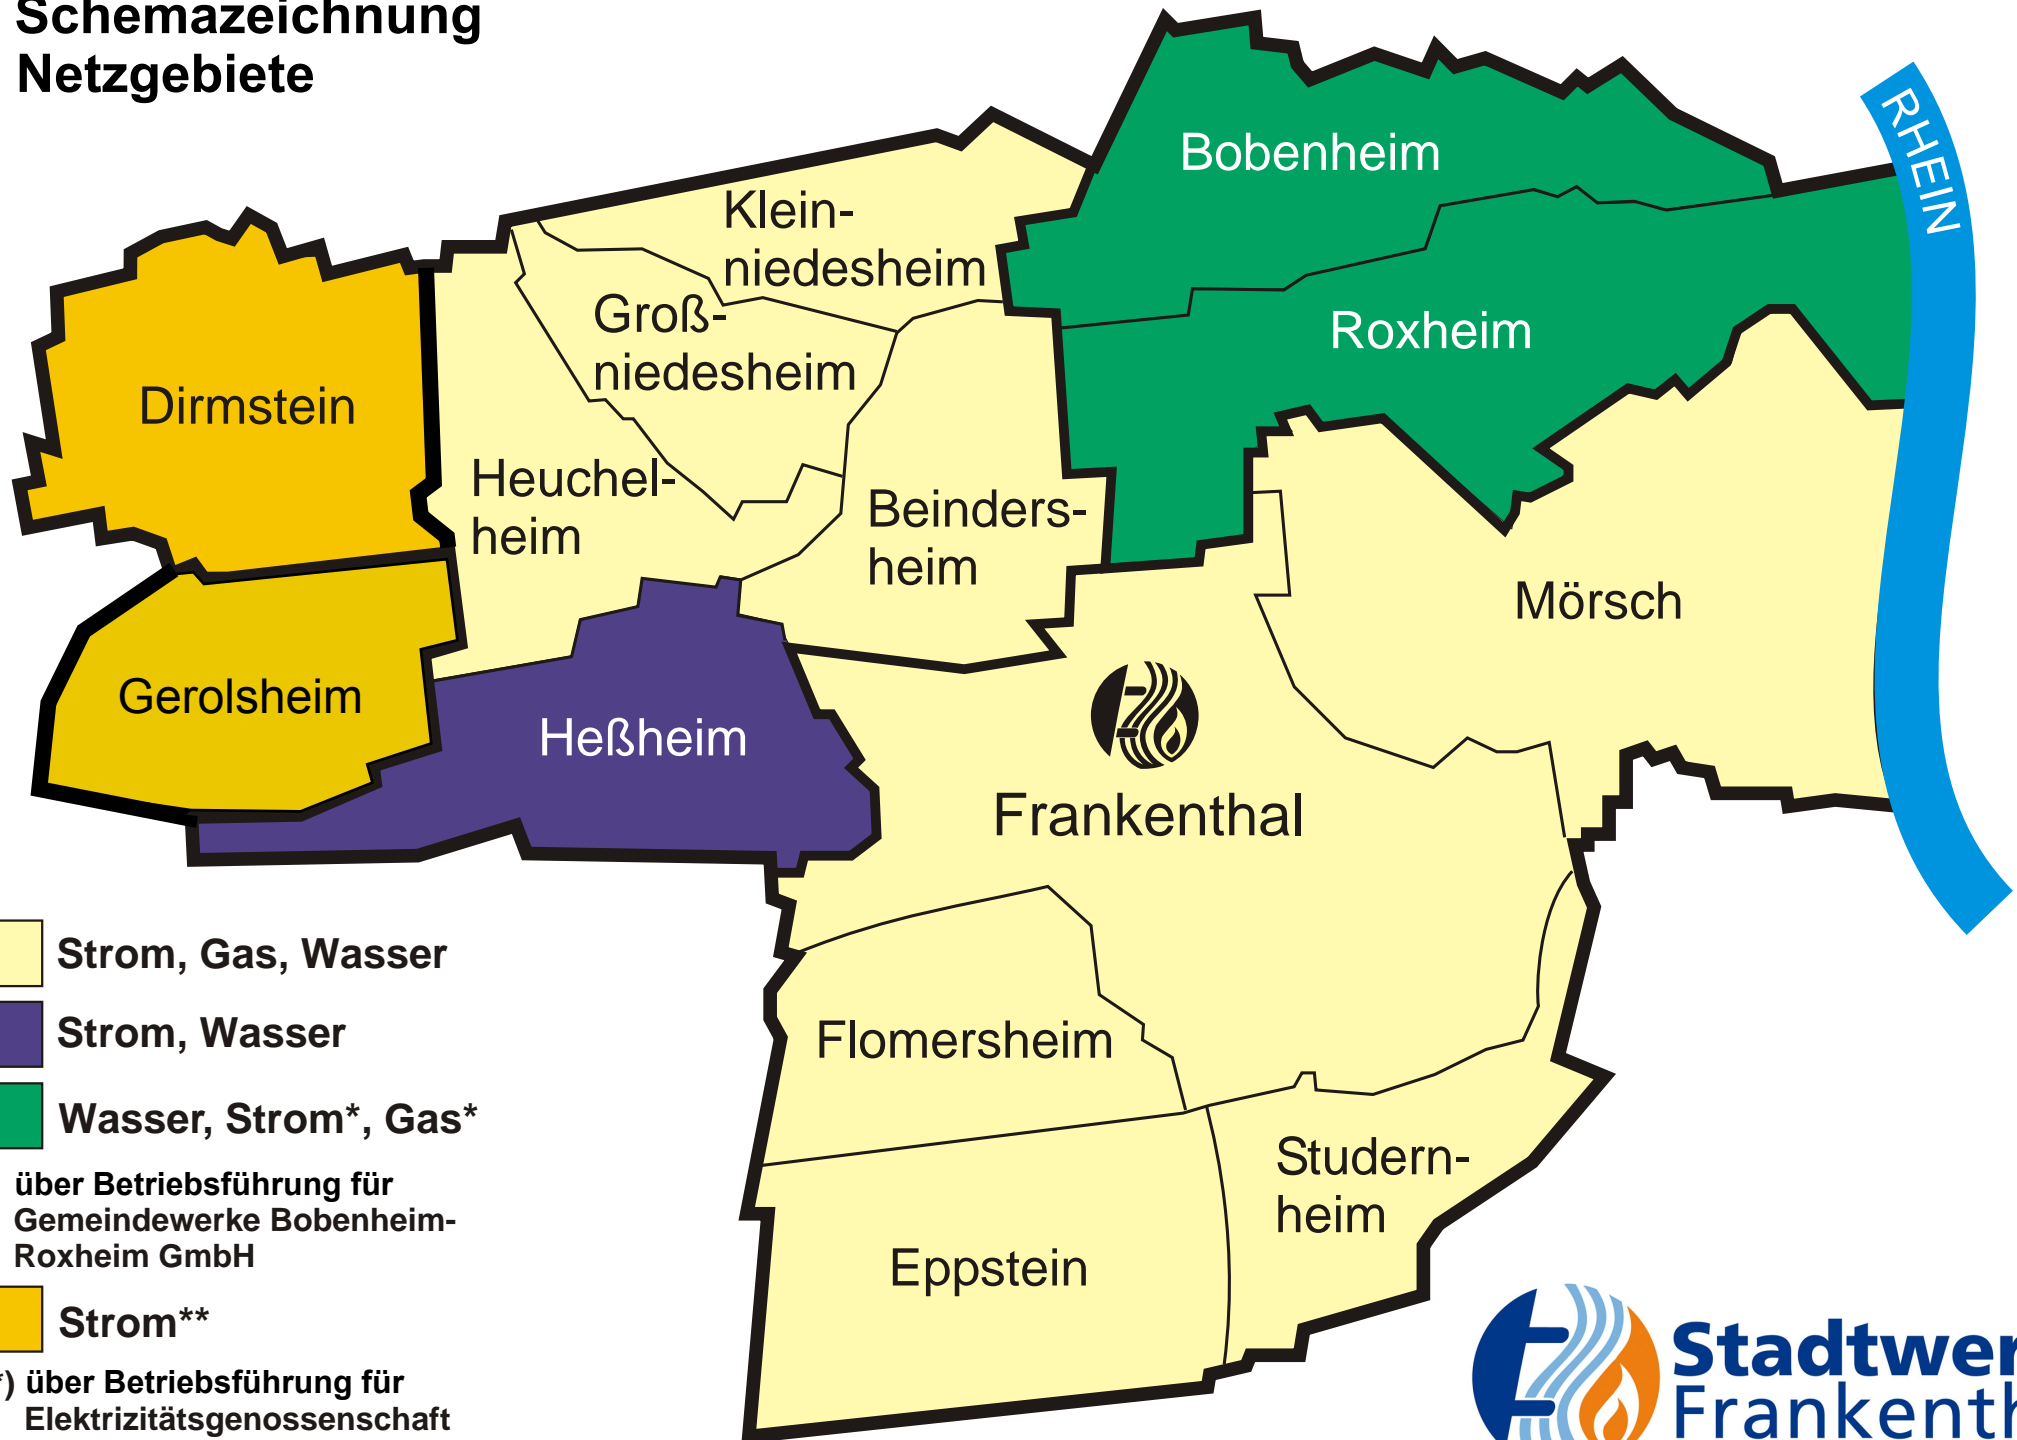 Schemazeichnung
Netzgebiete
RHEIN
Bobenheim
Klein-
niedesheim
Groß-
niedesheim
Roxheim
Dirmstein
Heuchel-
heim
Beinders-
heim
Mörsch
Gerolsheim
Heßheim
Frankenthal
Flomersheim
Studern-
heim
Eppstein
Strom, Gas, Wasser
Strom, Wasser
Wasser, Strom*, Gas*
über Betriebsführung für
Gemeindewerke Bobenheim-
Roxheim GmbH
Strom**
*) über Betriebsführung für
Elektrizitätsgenossenschaft
Stadtwer
Frankenth